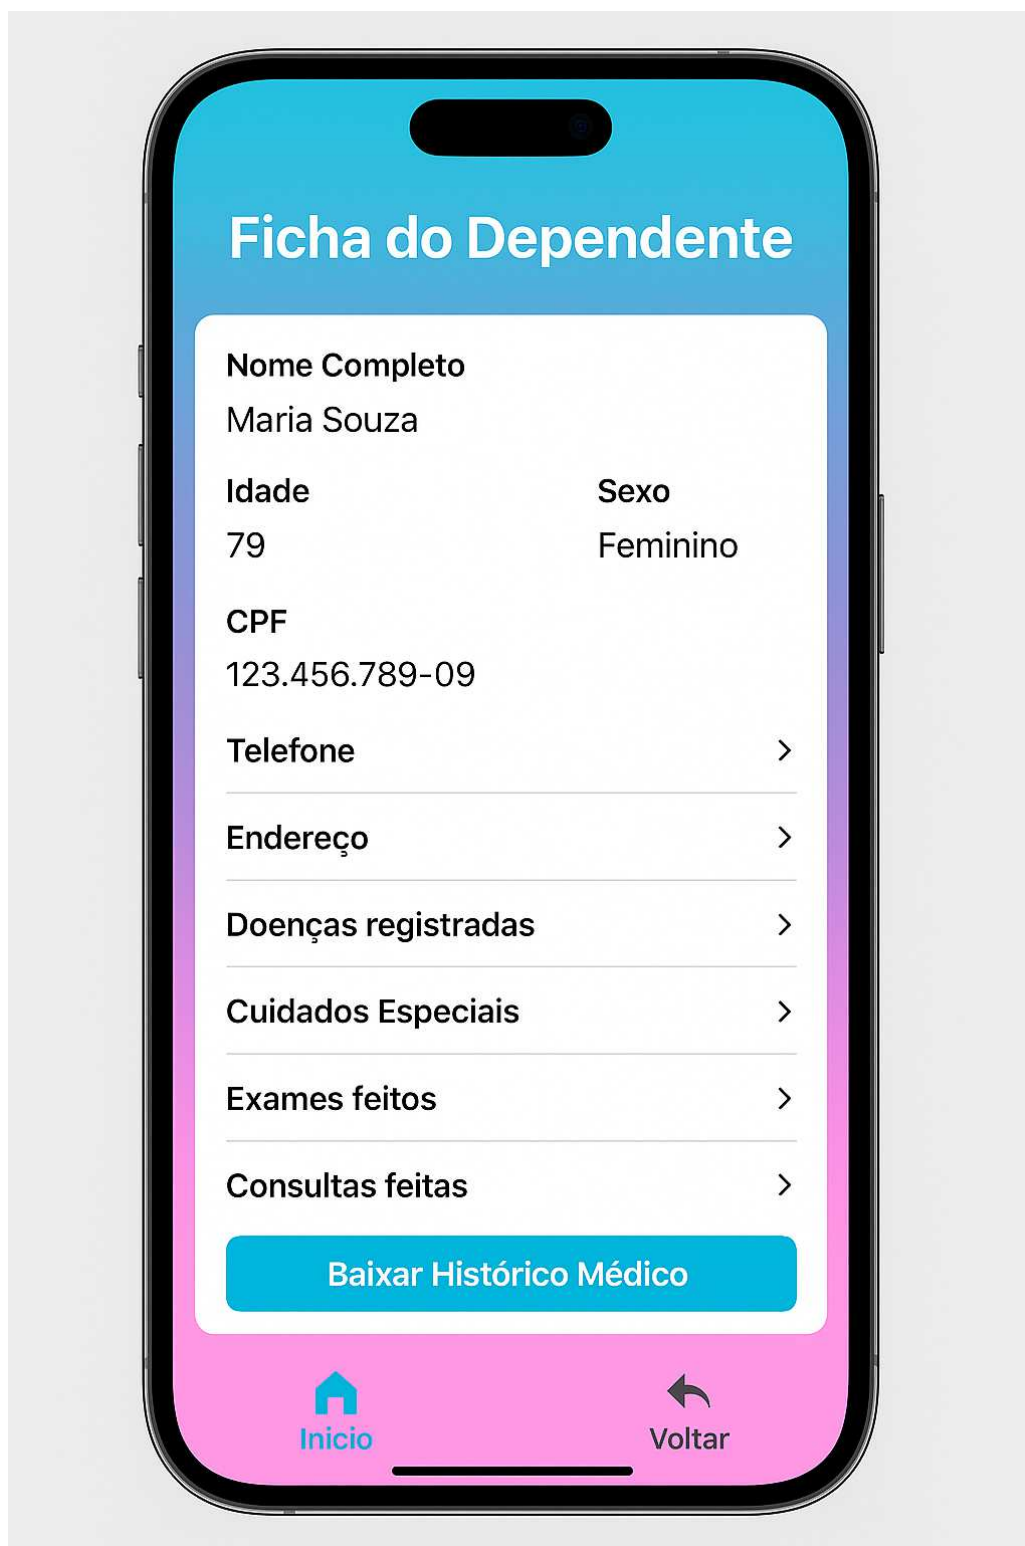 Ficha do Dependente
Nome Completo
Maria Souza
Idade
Sexo
79
Feminino
CPF
123.456.789-09
Telefone
Endereço
Doenças registradas
Cuidados Especiais
Exames feitos
Consultas feitas
Baixar Histórico Médico
Inicio
Voltar